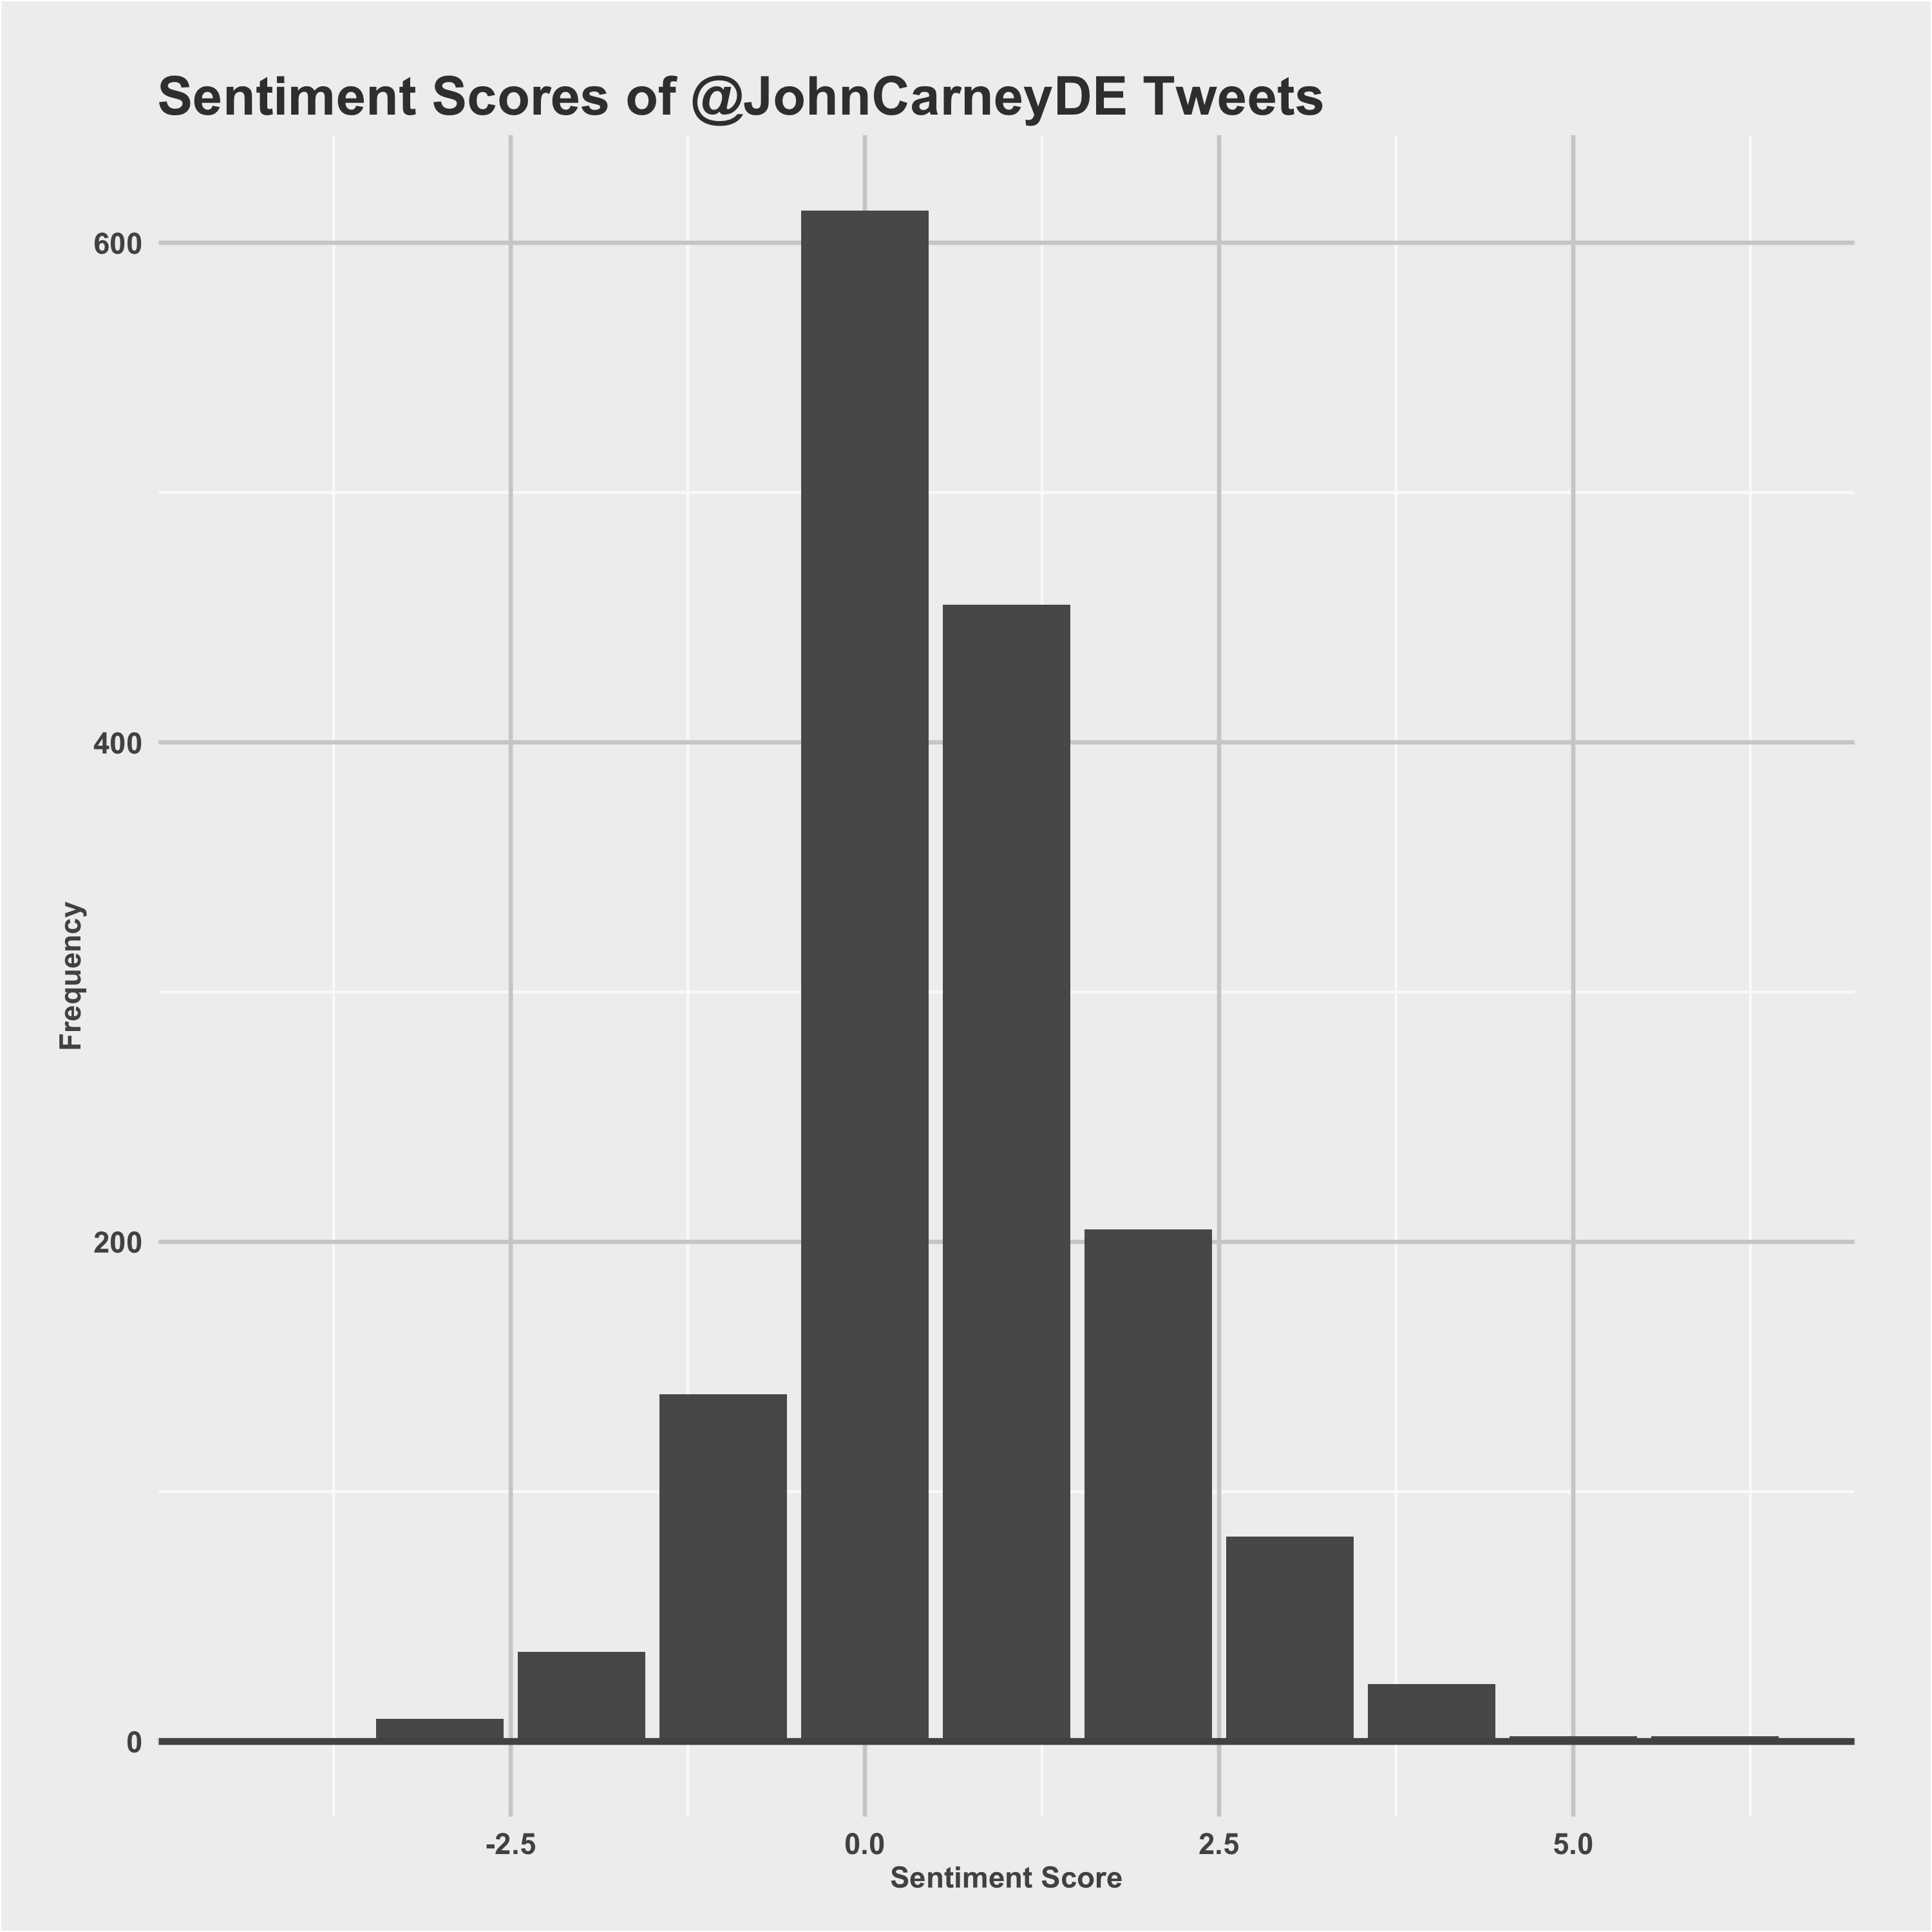 Sentiment Scores of @JohnCarneyDE Tweets
600
400
200
0
Frequency
-2.5 0.0 2.5 5.0
Sentiment Score